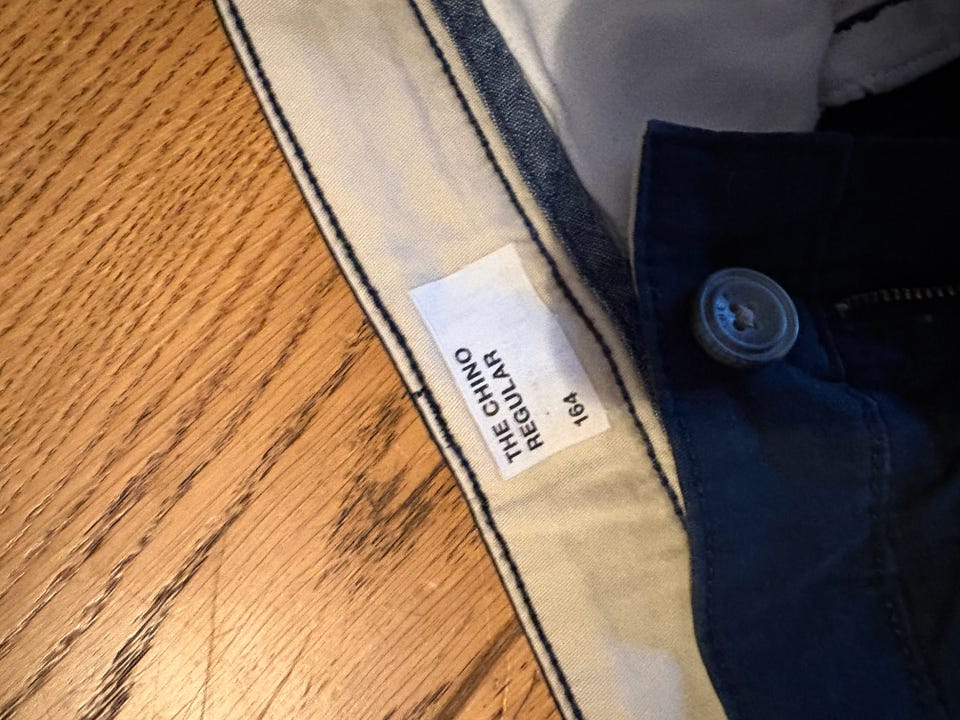 THE CHINO
REGULAR
164